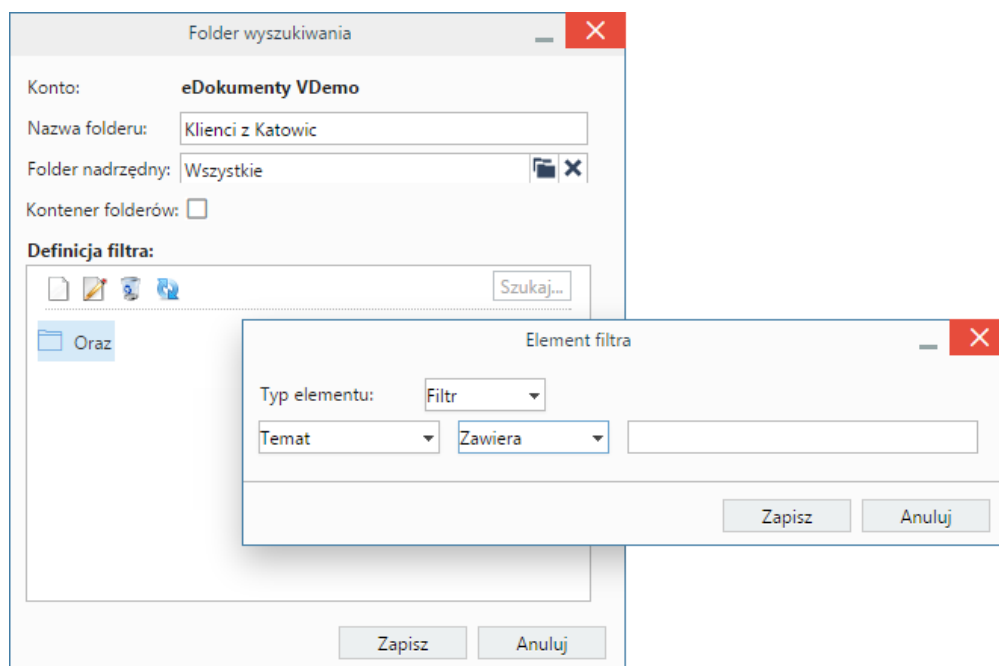 Folder wyszukiwania
Konto: eDokumenty VDemo
Nazwa folderu: Klienci z Katowic
Folder nadrzędny: Wszystkie
Kontener folderów:
Definicja filtra:
Szukaj...
Oraz
Element filtra
Typ elementu: Filtr
Temat Zawiera
Zapisz Anuluj
Zapisz Anuluj